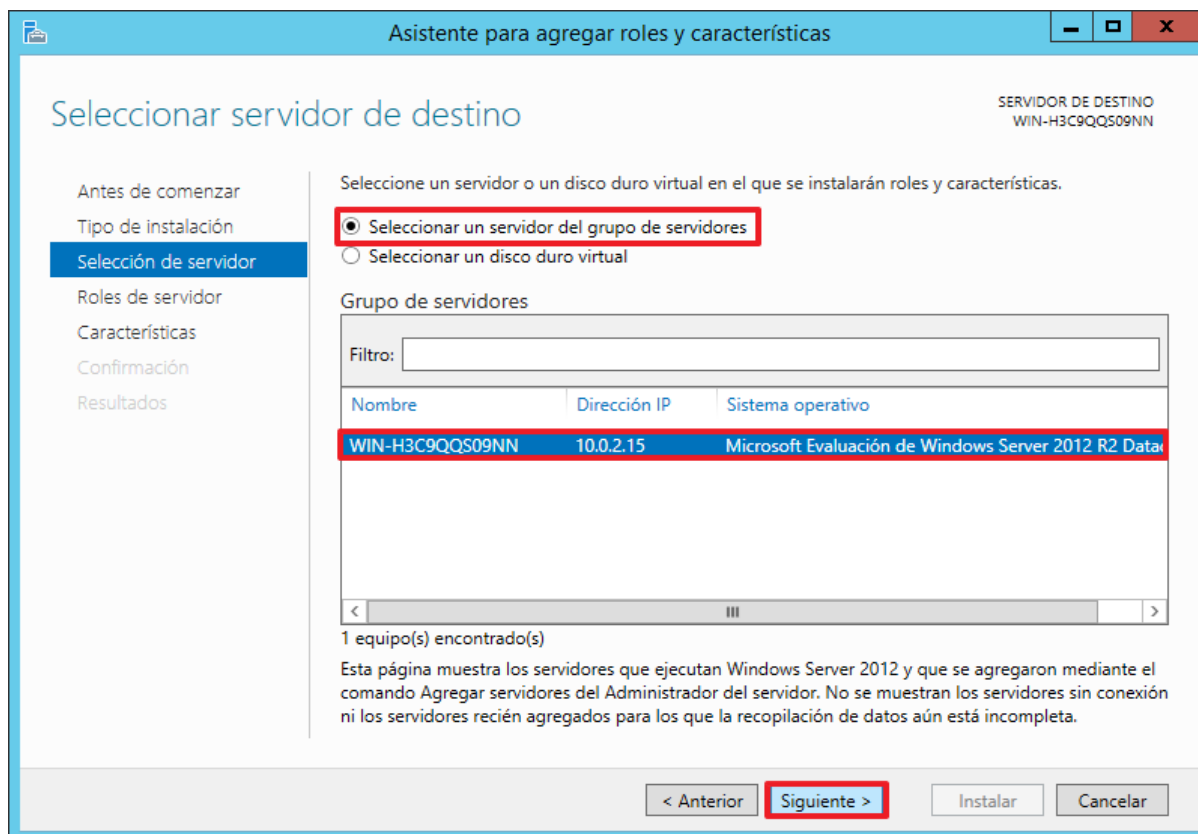 Asistente para agregar roles y características
Seleccionar servidor de destino
SERVIDOR DE DESTINO
WIN-H3C9QQS09NN
Antes de comenzar
Tipo de instalación
Selección de servidor
Roles de servidor
Características
Confirmación
Resultados
Seleccione un servidor o un disco duro virtual en el que se instalarán roles y características.
Seleccionar un servidor del grupo de servidores
Seleccionar un disco duro virtual
Grupo de servidores
Filtro:
Nombre Dirección IP Sistema operativo
WIN-H3C9QQS09NN 10.0.2.15 Microsoft Evaluación de Windows Server 2012 R2 Datac
1 equipo(s) encontrado(s)
Esta página muestra los servidores que ejecutan Windows Server 2012 y que se agregaron mediante el
comando Agregar servidores del Administrador del servidor. No se muestran los servidores sin conexión
ni los servidores recién agregados para los que la recopilación de datos aún está incompleta.
< Anterior Siguiente > Instalar Cancelar